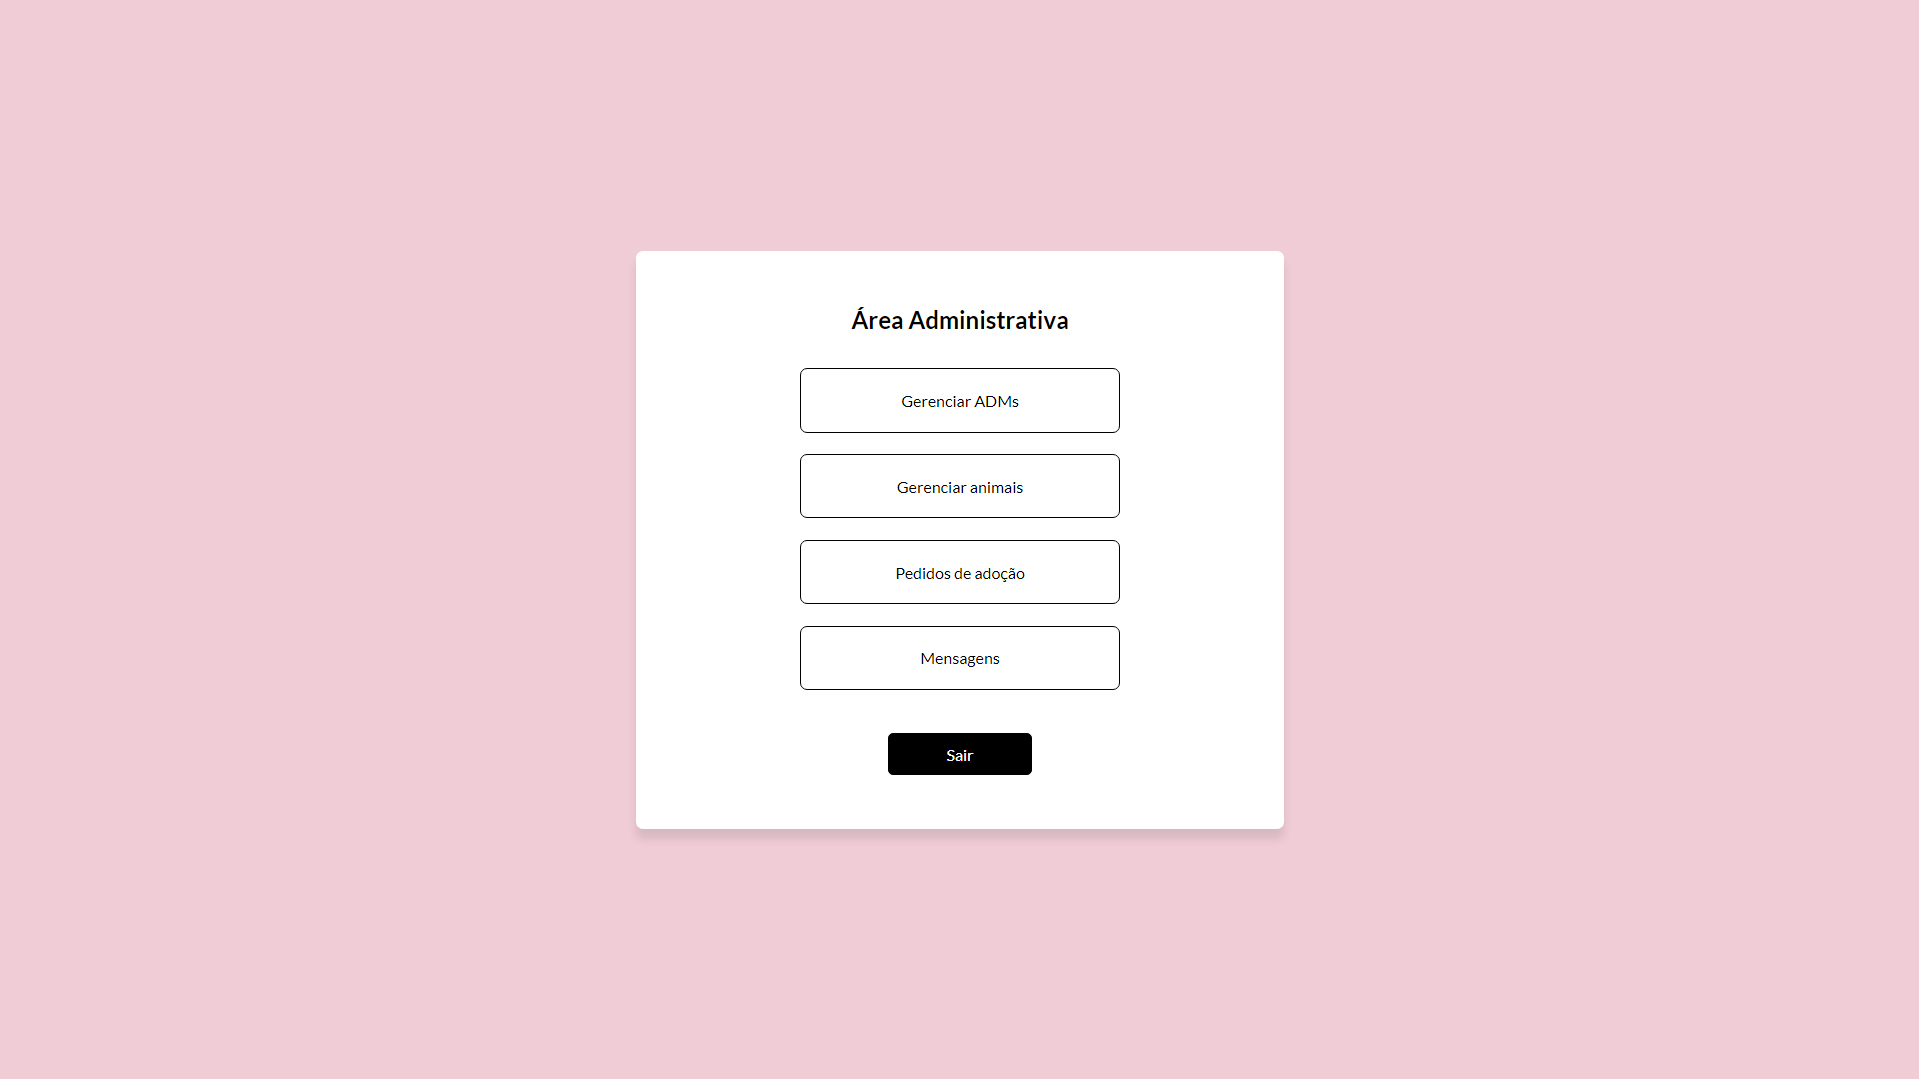 Área Administrativa
Gerenciar ADMs
Gerenciar animais
Pedidos de adoção
Mensagens
Sair